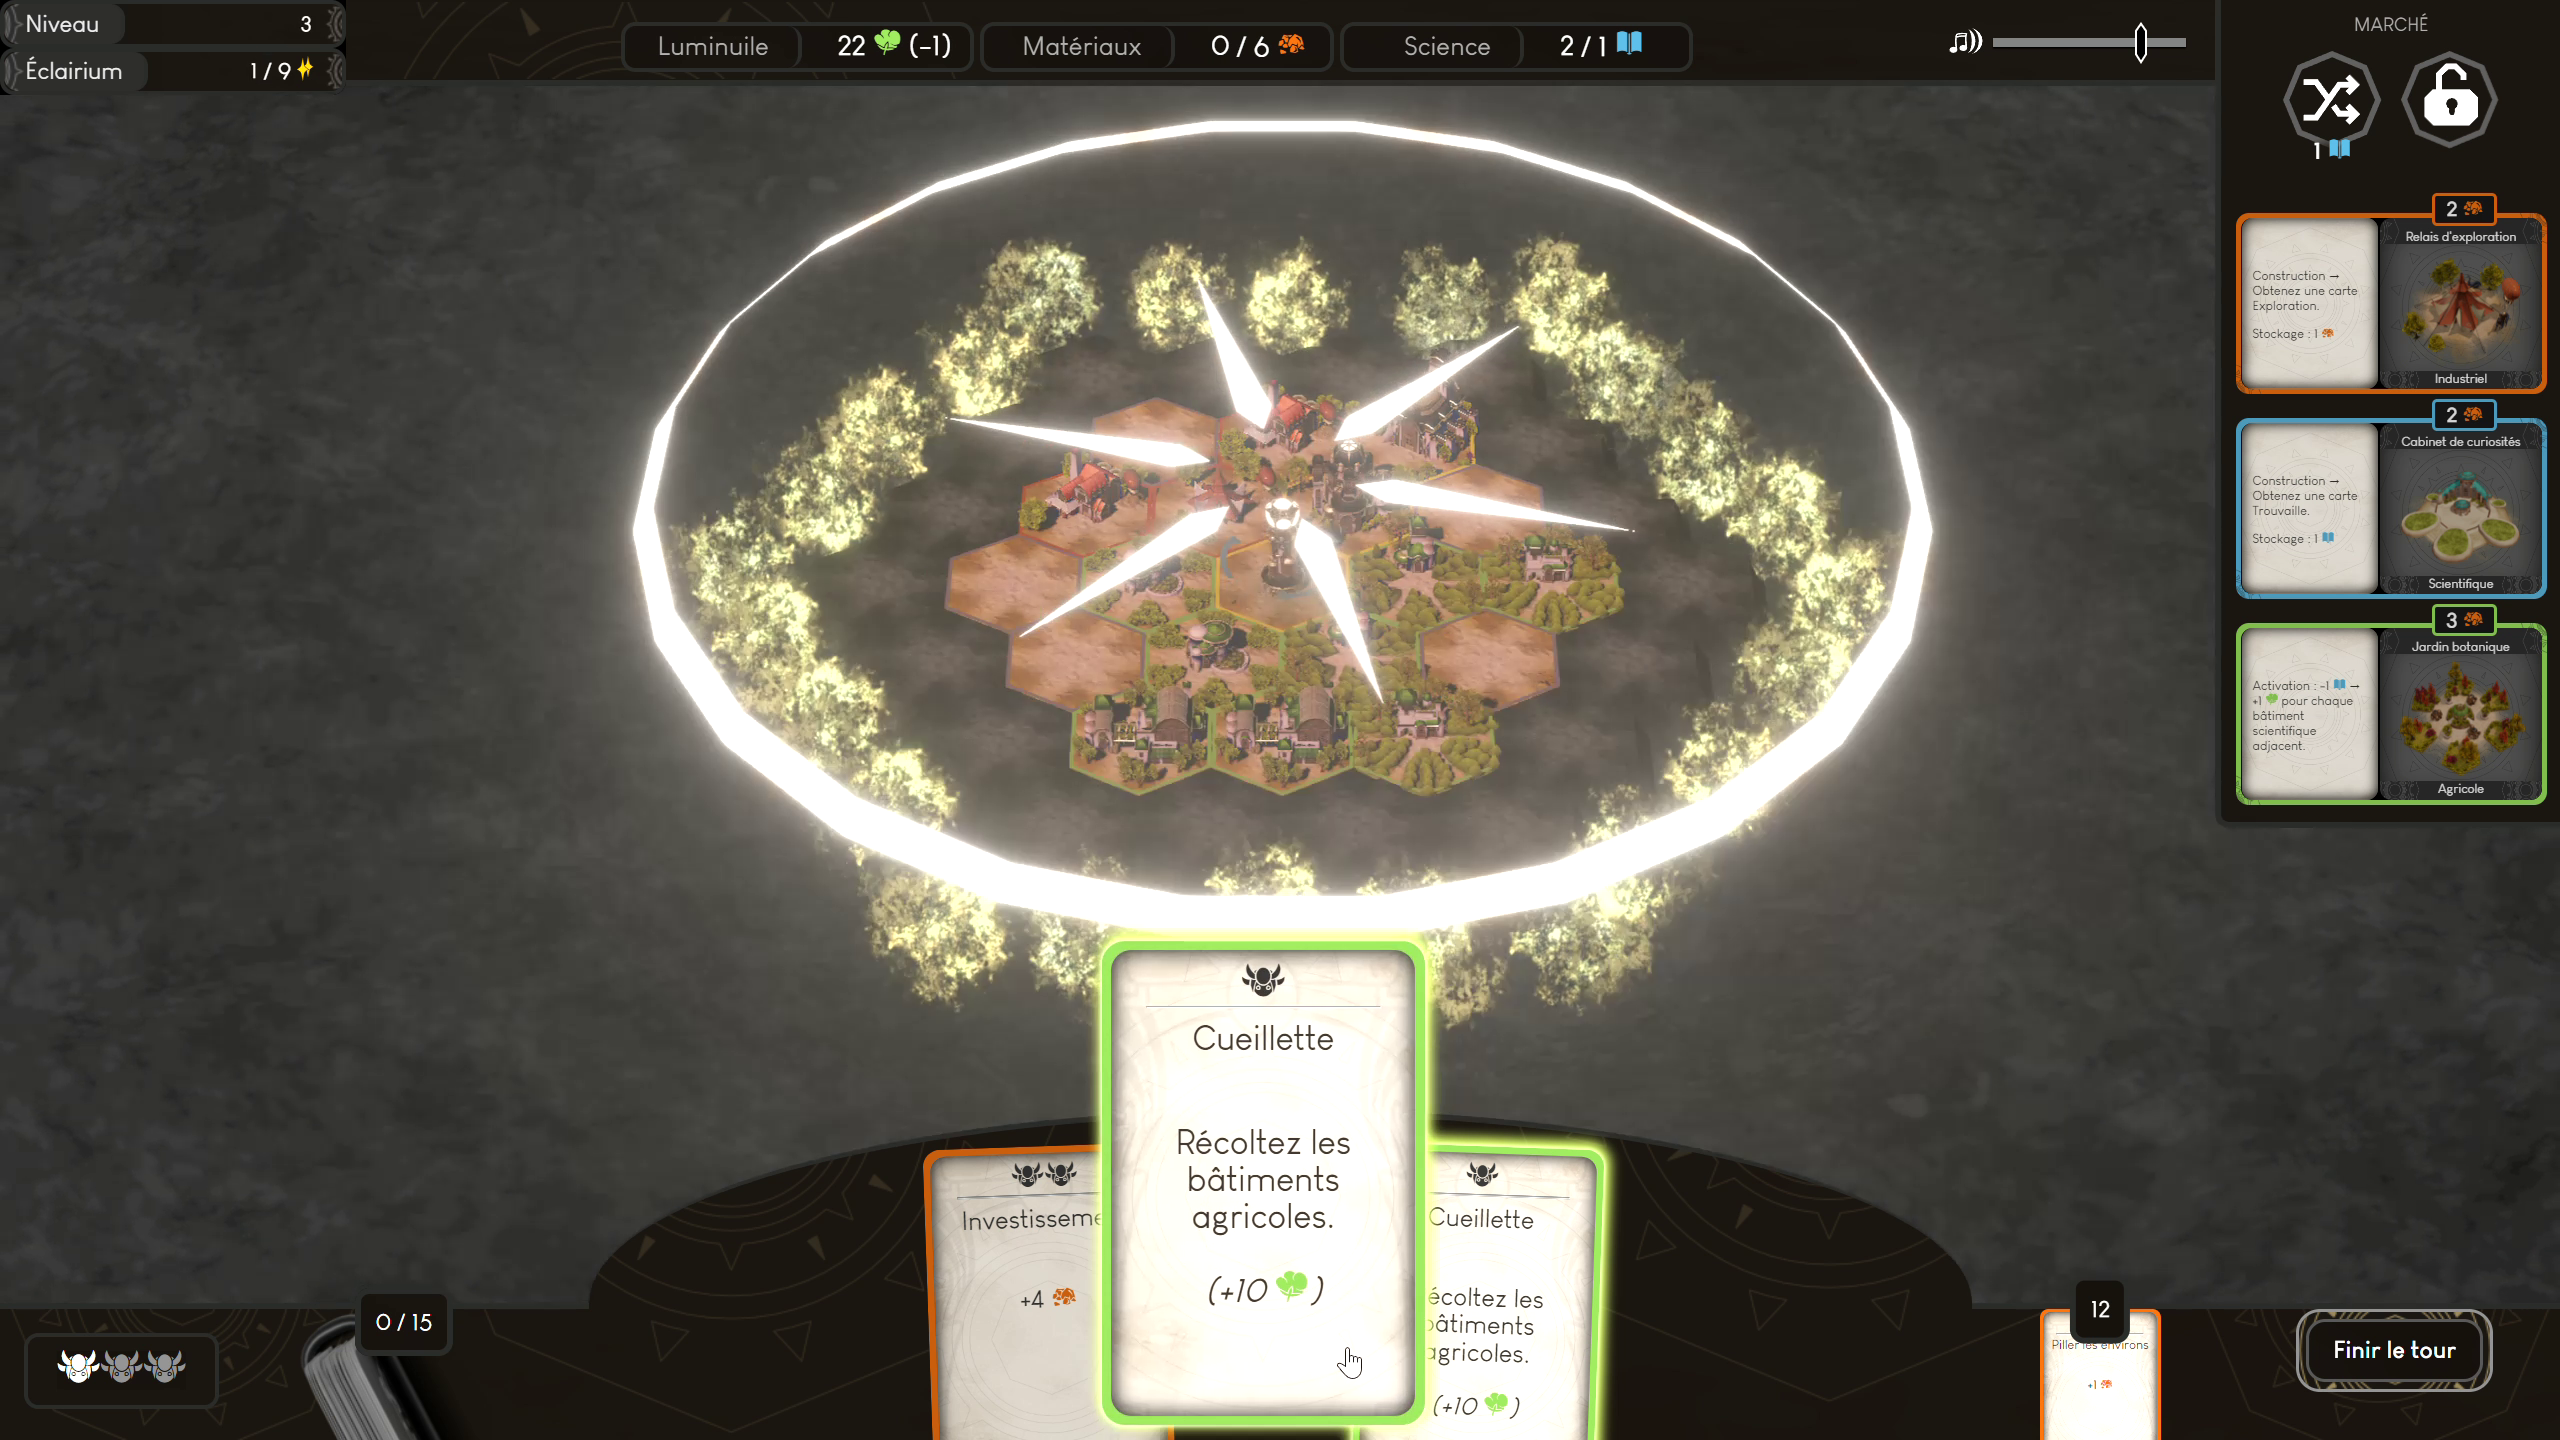 Niveau 3
Éclairium 1 / 9
Luminuile 22 (-1)
Matériaux 0 / 6
Science 2 / 1
MARCHÉ
1
2
Relais d'exploration
Construction →
Obtenez une carte
Exploration.
Stockage : 1
Industriel
2
Cabinet de curiosités
Construction →
Obtenez une carte
Trouvaille.
Stockage : 1
Scientifique
3
Jardin botanique
Activation : -1 →
+1 pour chaque
bâtiment
scientifique
adjacent.
Agricole
Investisseme
+4
Cueillette
Récoltez les
bâtiments
agricoles.
(+10 )
Cueillette
écoltez les
bâtiments
agricoles.
(+10 )
0 / 15
12
Piller les environs
+1
Finir le tour